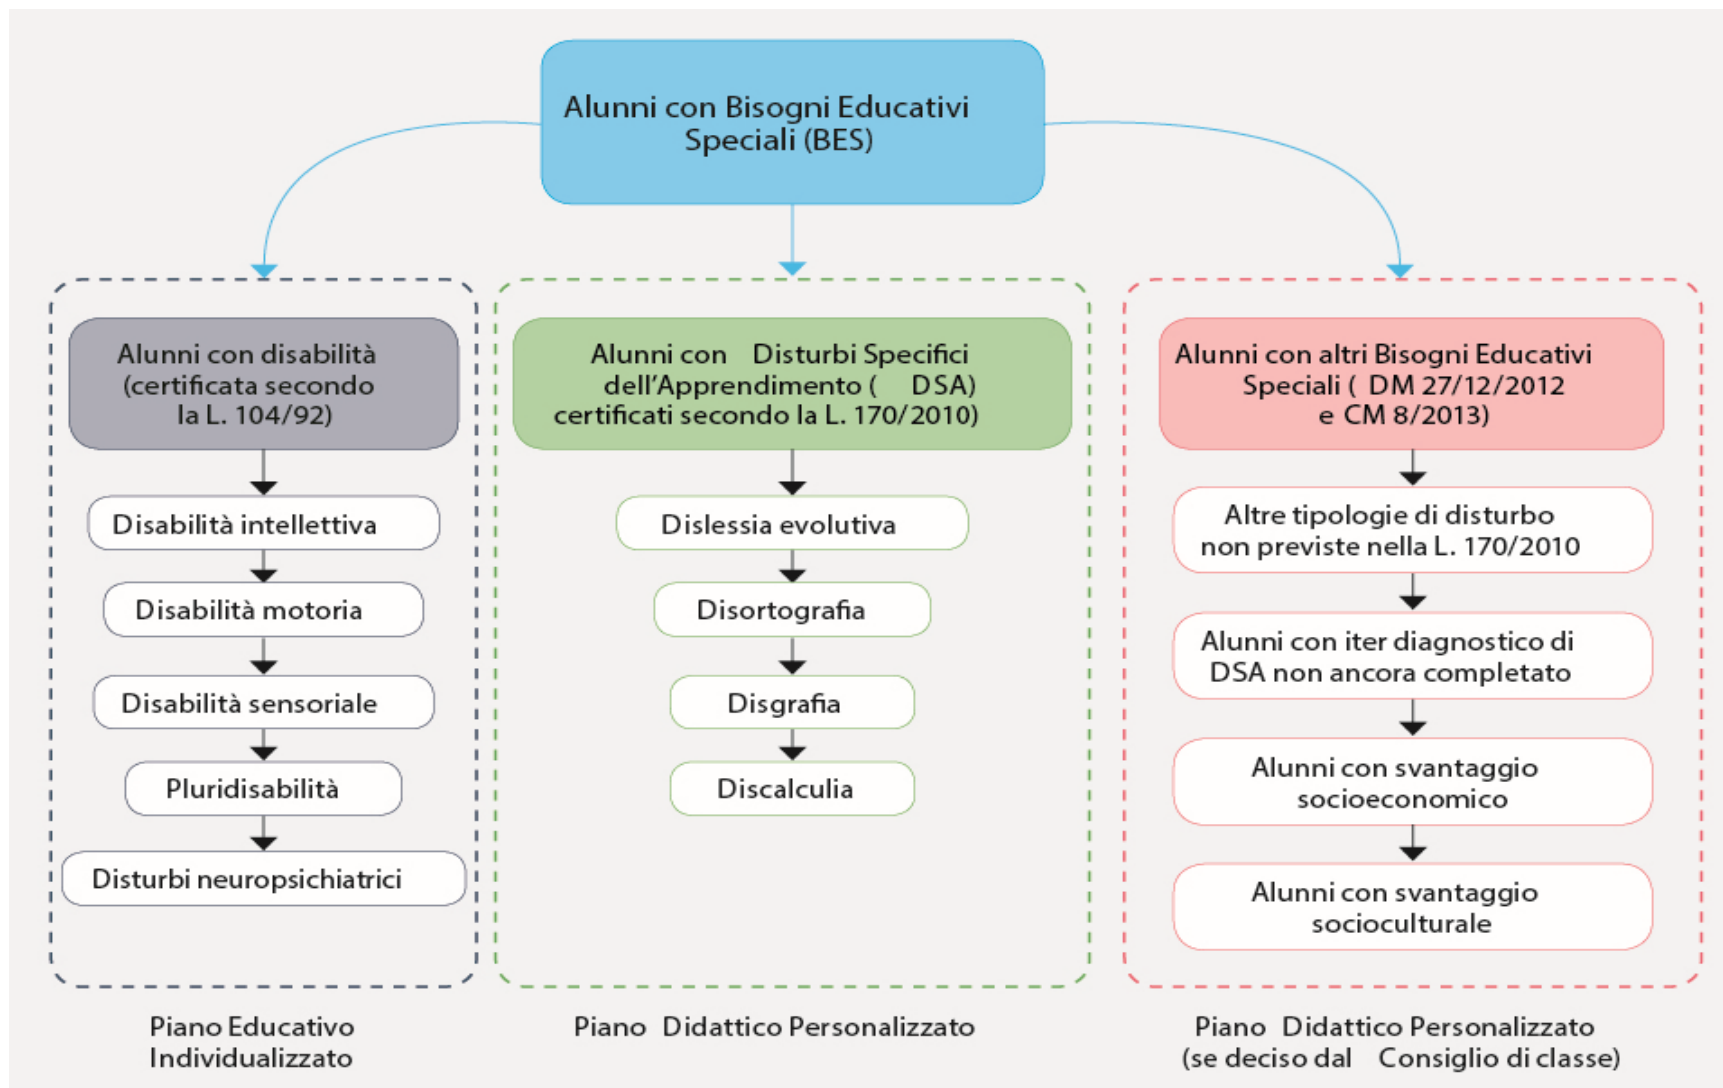 Alunni con Bisogni Educativi
Speciali (BES)
Alunni con disabilità
(certificata secondo
la L. 104/92)
Disabilità intellettiva
Disabilità motoria
Disabilità sensoriale
Pluridisabilità
Disturbi neuropsichiatrici
Piano Educativo
Individualizzato
Alunni con Disturbi Specifici
dell'Apprendimento ( DSA)
certificati secondo la L. 170/2010)
Dislessia evolutiva
Disortografia
Disgrafia
Discalculia
Piano Didattico Personalizzato
Alunni con altri Bisogni Educativi
Speciali ( DM 27/12/2012
e CM 8/2013)
Altre tipologie di disturbo
non previste nella L. 170/2010
Alunni con iter diagnostico di
DSA non ancora completato
Alunni con svantaggio
socioeconomico
Alunni con svantaggio
socioculturale
Piano Didattico Personalizzato
(se deciso dal Consiglio di classe)